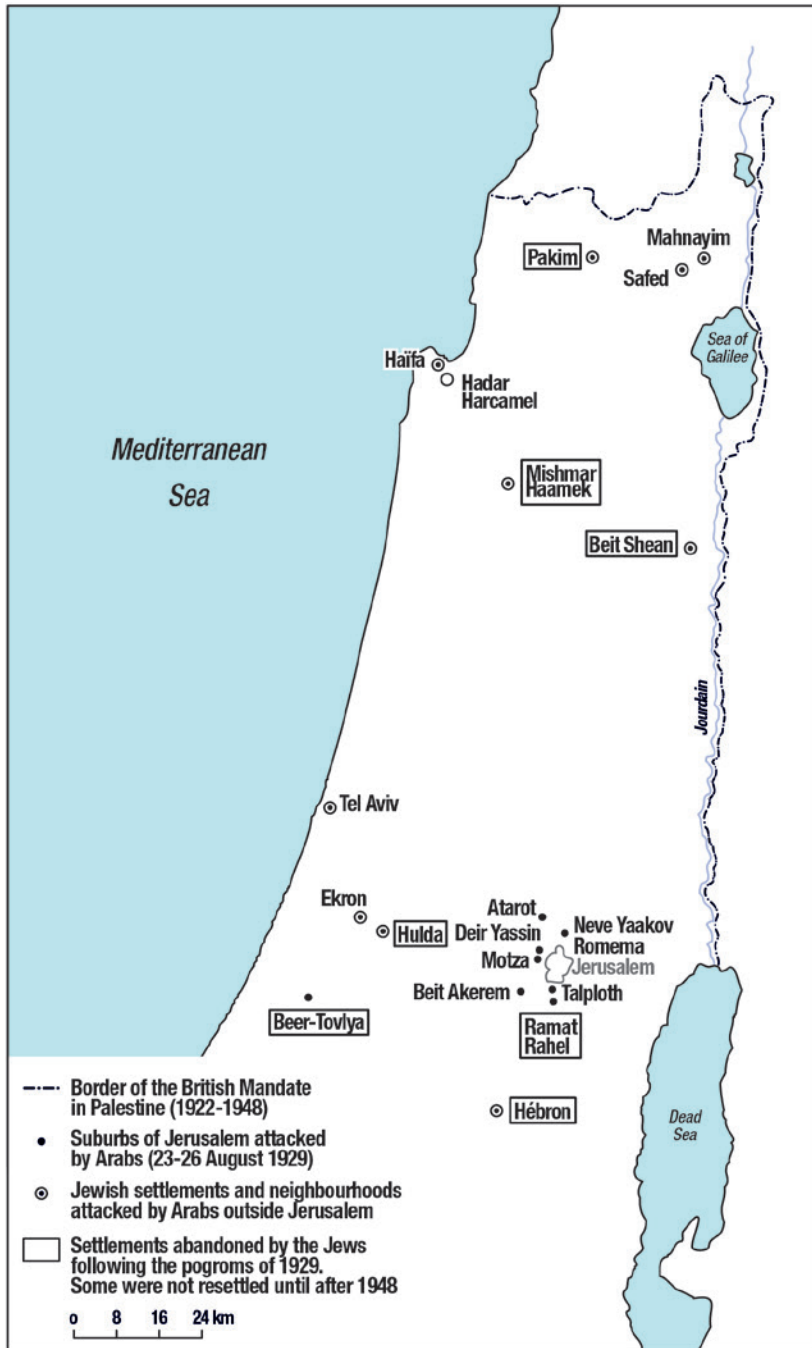 Mahnayim
Pakim
Safed
Sea of
Galilee
Haïfa
Hadar
Harcamel
Mediterranean
Sea
Mishmar
Haamek
Beit Shean
Jourdain
Tel Aviv
Ekron
Hulda
Atarot
Neve Yaakov
Deir Yassin
Romema
Motza
Jerusalem
Beit Akerem
Talploth
Beer-Tovlya
Ramat
Rahel
Hébron
Dead
Sea
Border of the British Mandate
in Palestine (1922-1948)
Suburbs of Jerusalem attacked
by Arabs (23-26 August 1929)
Jewish settlements and neighbourhoods
attacked by Arabs outside Jerusalem
Settlements abandoned by the Jews
following the pogroms of 1929.
Some were not resettled until after 1948
0 8 16 24 km